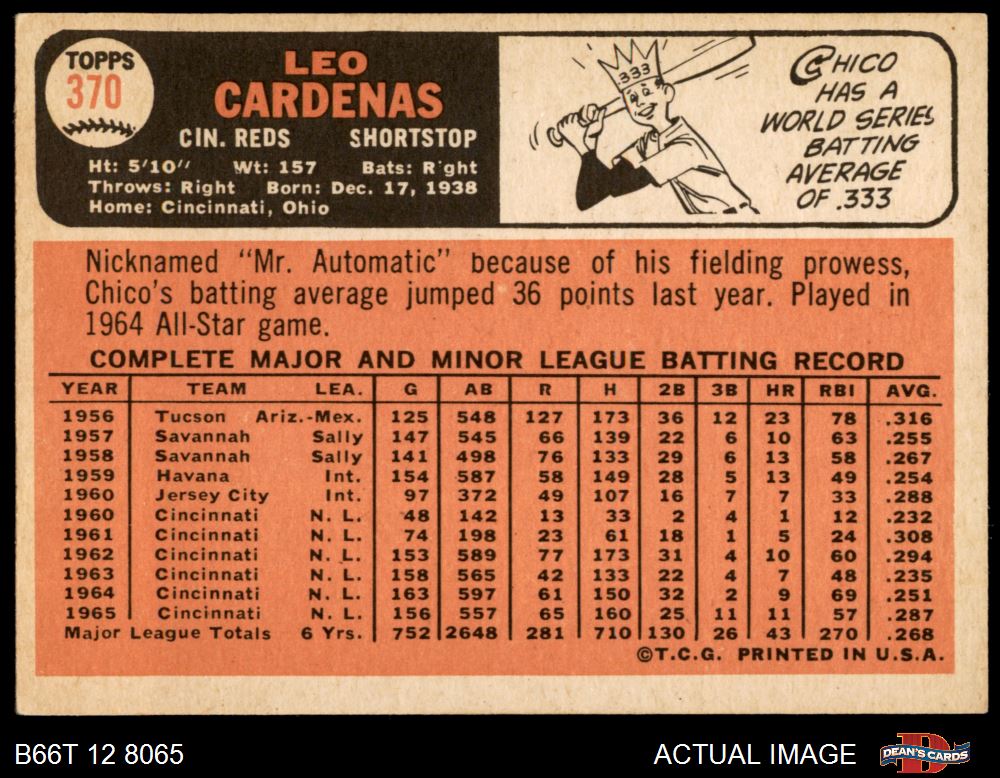 TOPPS
370
LEO
CARDENAS
CIN. REDS SHORTSTOP
Ht: 5'10" Wt: 157 Bats: Right
Throws: Right Born: Dec. 17, 1938
Home: Cincinnati, Ohio
.333
CHICO
HAS A
WORLD SERIES
BATTING
AVERAGE
OF .333
Nicknamed "Mr. Automatic" because of his fielding prowess,
Chico's batting average jumped 36 points last year. Played in
1964 All-Star game.
COMPLETE MAJOR AND MINOR LEAGUE BATTING RECORD
YEAR TEAM LEA. G AB R H 2B 3B HR RBI AVG.
1956 Tucson Ariz.-Mex. 125 548 127 173 36 12 23 78 .316
1957 Savannah Sally 147 545 66 139 22 6 10 63 .255
1958 Savannah Sally 141 498 76 133 29 6 13 58 .267
1959 Havana Int. 154 587 58 149 28 5 13 49 .254
1960 Jersey City Int. 97 372 49 107 16 7 7 33 .288
1960 Cincinnati N. L. 48 142 13 33 2 4 1 12 .232
1961 Cincinnati N. L. 74 198 23 61 18 1 5 24 .308
1962 Cincinnati N. L. 153 589 77 173 31 4 10 60 .294
1963 Cincinnati N. L. 158 565 42 133 22 4 7 48 .235
1964 Cincinnati N. L. 163 597 61 150 32 2 9 69 .251
1965 Cincinnati N. L. 156 557 65 160 25 11 11 57 .287
Major League Totals 6 Yrs. 752 2648 281 710 130 26 43 270 .268
©T.C.G. PRINTED IN U.S.A.
B66T 12 8065 ACTUAL IMAGE DEAN'S CARDS